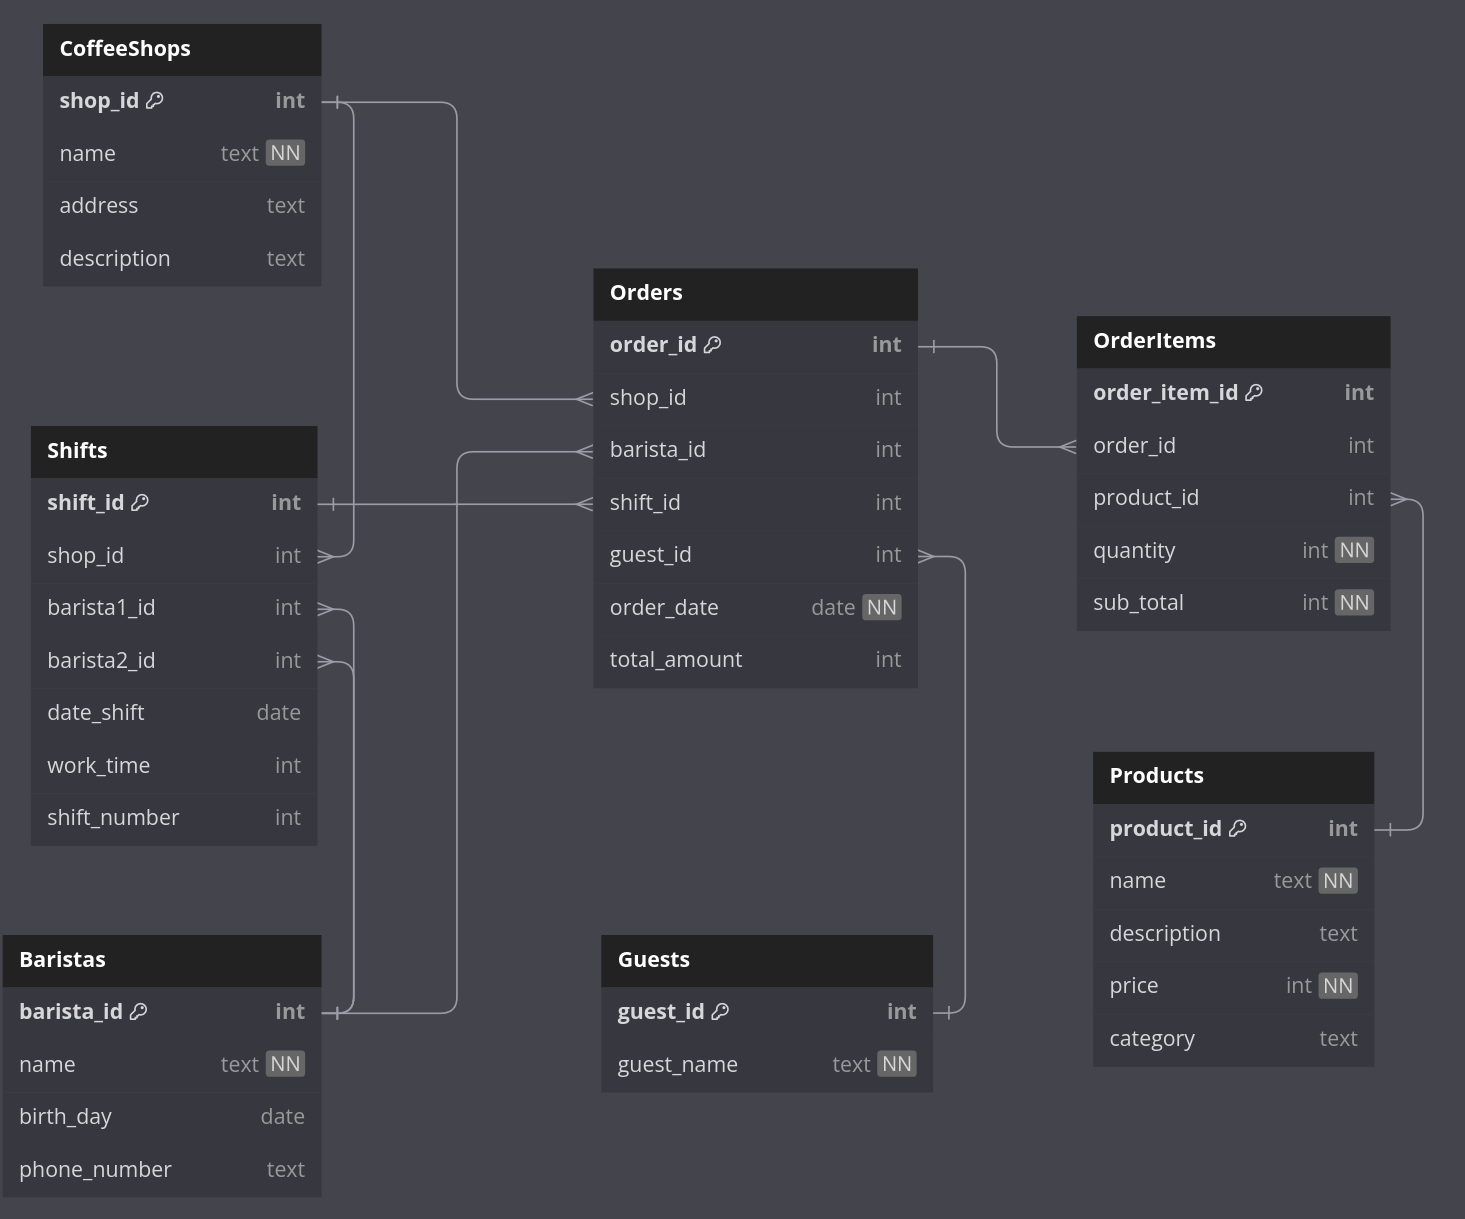 CoffeeShops
shop_id int
name text NN
address text
description text
Shifts
shift_id int
shop_id int
barista1_id int
barista2_id int
date_shift date
work_time int
shift_number int
Baristas
barista_id int
name text NN
birth_day date
phone_number text
Orders
order_id int
shop_id int
barista_id int
shift_id int
guest_id int
order_date date NN
total_amount int
Guests
guest_id int
guest_name text NN
OrderItems
order_item_id int
order_id int
product_id int
quantity int NN
sub_total int NN
Products
product_id int
name text NN
description text
price int NN
category text